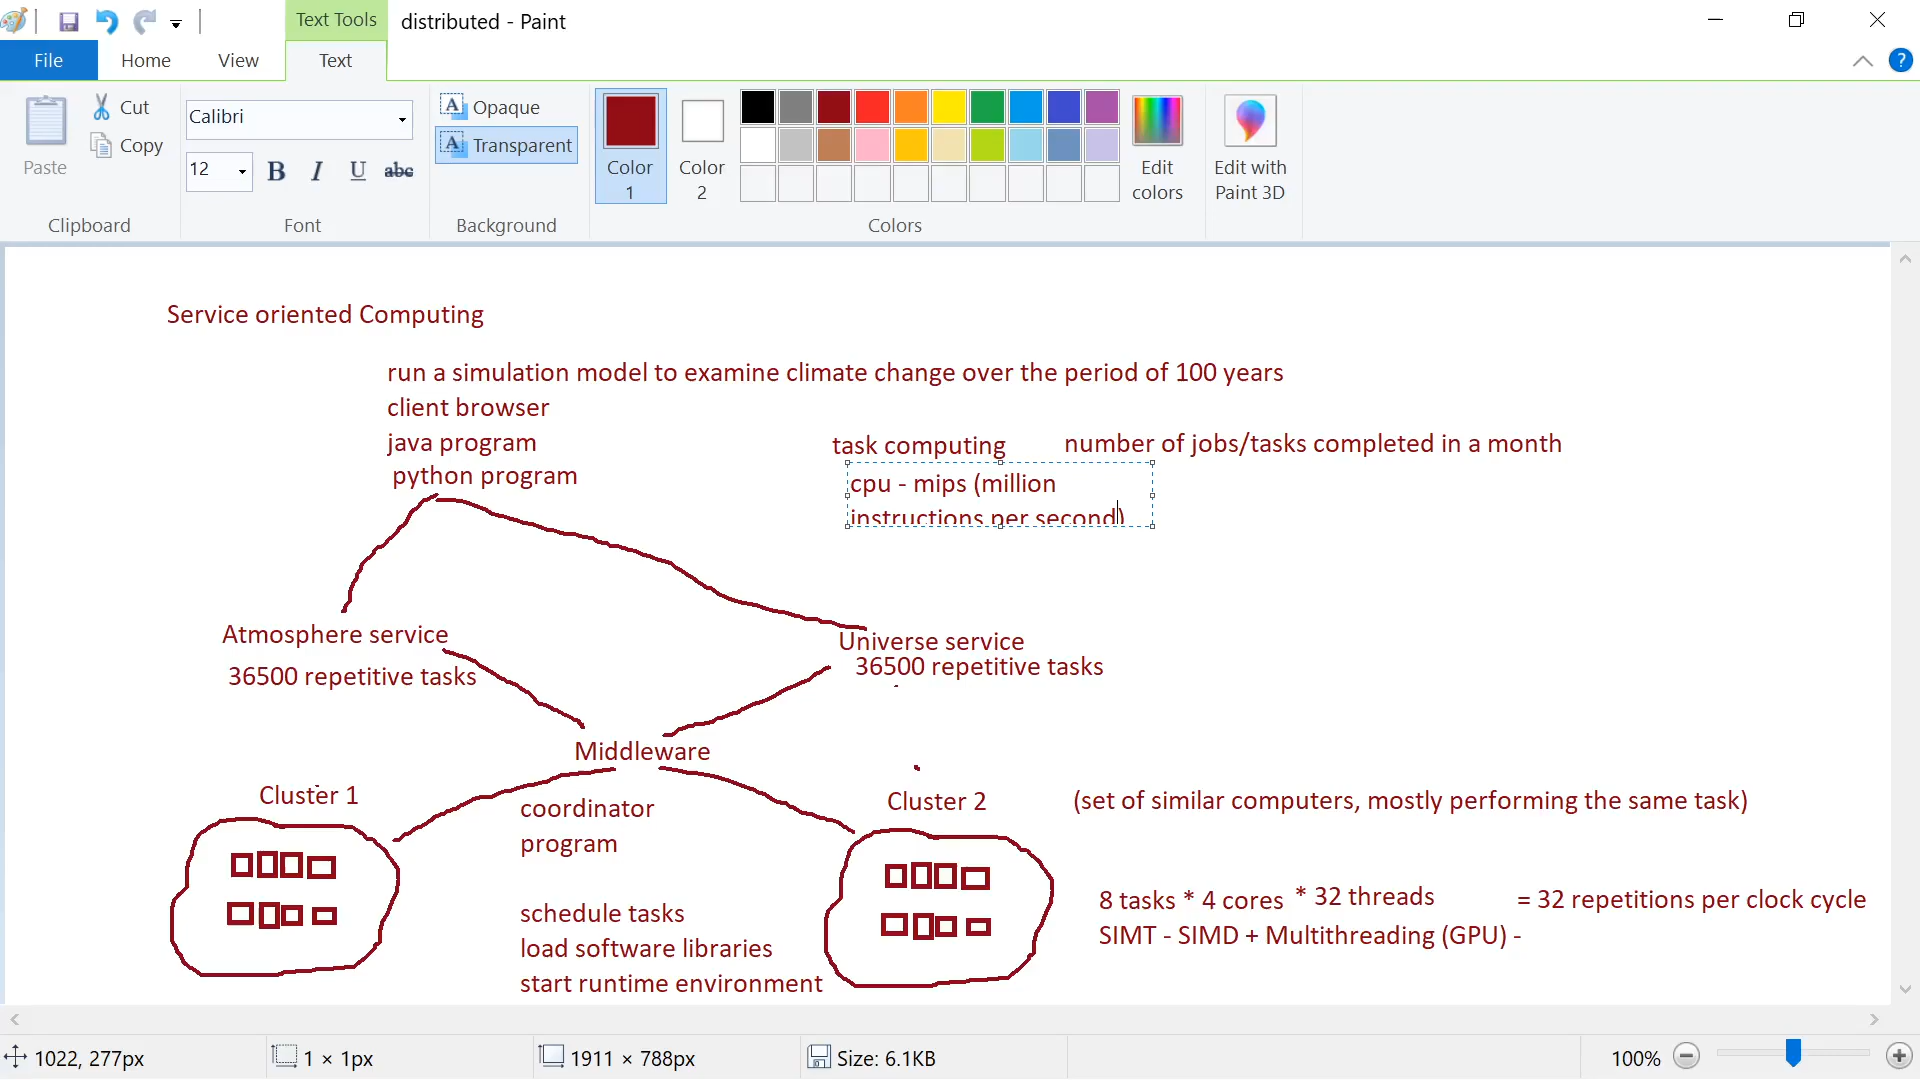 Text Tools
distributed - Paint
File
Home
View
Text
?
Paste
Cut
Copy
Clipboard
Calibri
12
B I U abc
Font
A Opaque
A Transparent
Background
Color 1
Color 2
Colors
Edit colors
Edit with Paint 3D
Service oriented Computing
run a simulation model to examine climate change over the period of 100 years
client browser
java program
python program
task computing
number of jobs/tasks completed in a month
cpu - mips (million
instructions per second)
Atmosphere service
36500 repetitive tasks
Universe service
36500 repetitive tasks
Middleware
Cluster 1
coordinator
program
Cluster 2
(set of similar computers, mostly performing the same task)
schedule tasks
load software libraries
start runtime environment
8 tasks * 4 cores * 32 threads = 32 repetitions per clock cycle
SIMT - SIMD + Multithreading (GPU) -
1022, 277px
1 × 1px
1911 × 788px
Size: 6.1KB
100%